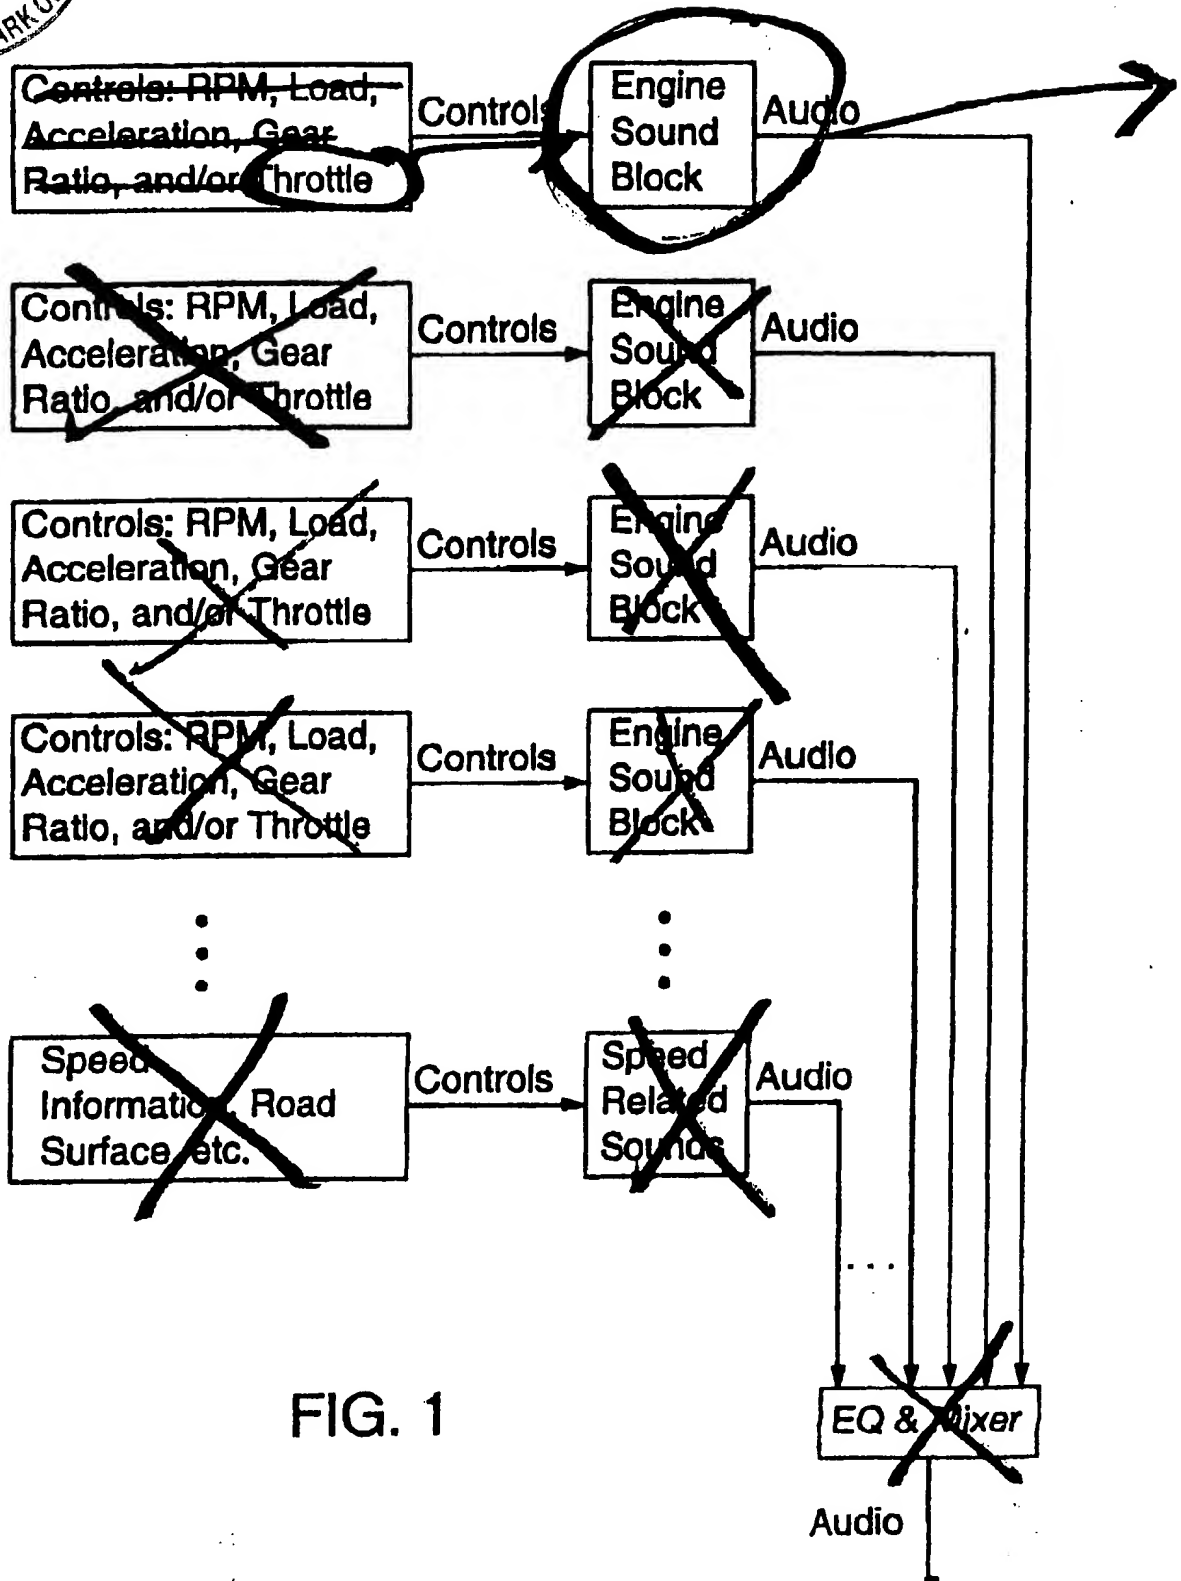 Controls: RPM, Load,
Acceleration, Gear
Ratio, and/or Throttle
Controls
Engine
Sound
Block
Audio
Controls: RPM, Load,
Acceleration, Gear
Ratio, and/or Throttle
Controls
Engine
Sound
Block
Audio
Controls: RPM, Load,
Acceleration, Gear
Ratio, and/or Throttle
Controls
Engine
Sound
Block
Audio
Controls: RPM, Load,
Acceleration, Gear
Ratio, and/or Throttle
Controls
Engine
Sound
Block
Audio
Speed
Information, Road
Surface, etc.
Controls
Speed
Related
Sounds
Audio
EQ & Mixer
Audio
FIG. 1